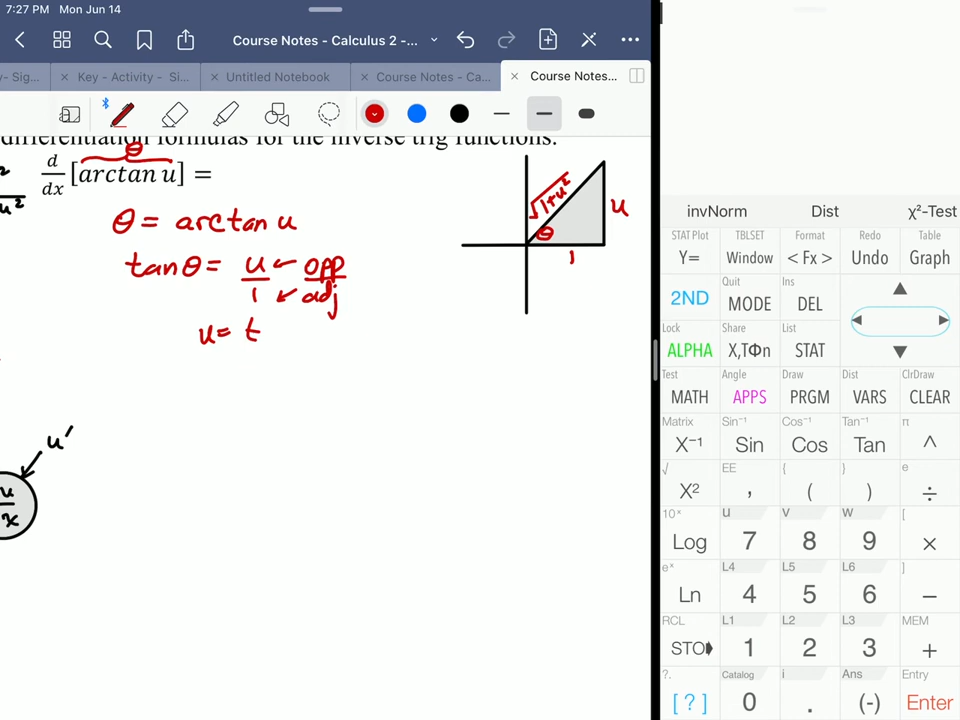 7:27 PM Mon Jun 14
Course Notes - Calculus 2 -...
y- Sig...
Key - Activity - Si...
Untitled Notebook
Course Notes - Ca...
Course Notes...
differentiation formulas for the inverse trig functions.
θ
d/dx [arctan u] =
u²
θ = arctan u
tanθ = u/1 ← opp/adj
u = t
√1+u²
u
θ
1
u'
u/x
invNorm Dist χ²-Test
STAT Plot TBLSET Format Redo Table
Y= Window < Fx > Undo Graph
Quit Ins
2ND MODE DEL
Lock Share List
ALPHA X,TΦn STAT
Test Angle Draw Dist ClrDraw
MATH APPS PRGM VARS CLEAR
Matrix Sin⁻¹ Cos⁻¹ Tan⁻¹ π
X⁻¹ Sin Cos Tan ^
√ EE { } e
X² , ( ) ÷
10ˣ u v w [
Log 7 8 9 ×
eˣ L4 L5 L6 ]
Ln 4 5 6 −
RCL L1 L2 L3 MEM
STO 1 2 3 +
?. Catalog i Ans Entry
[ ? ] 0 . (-) Enter